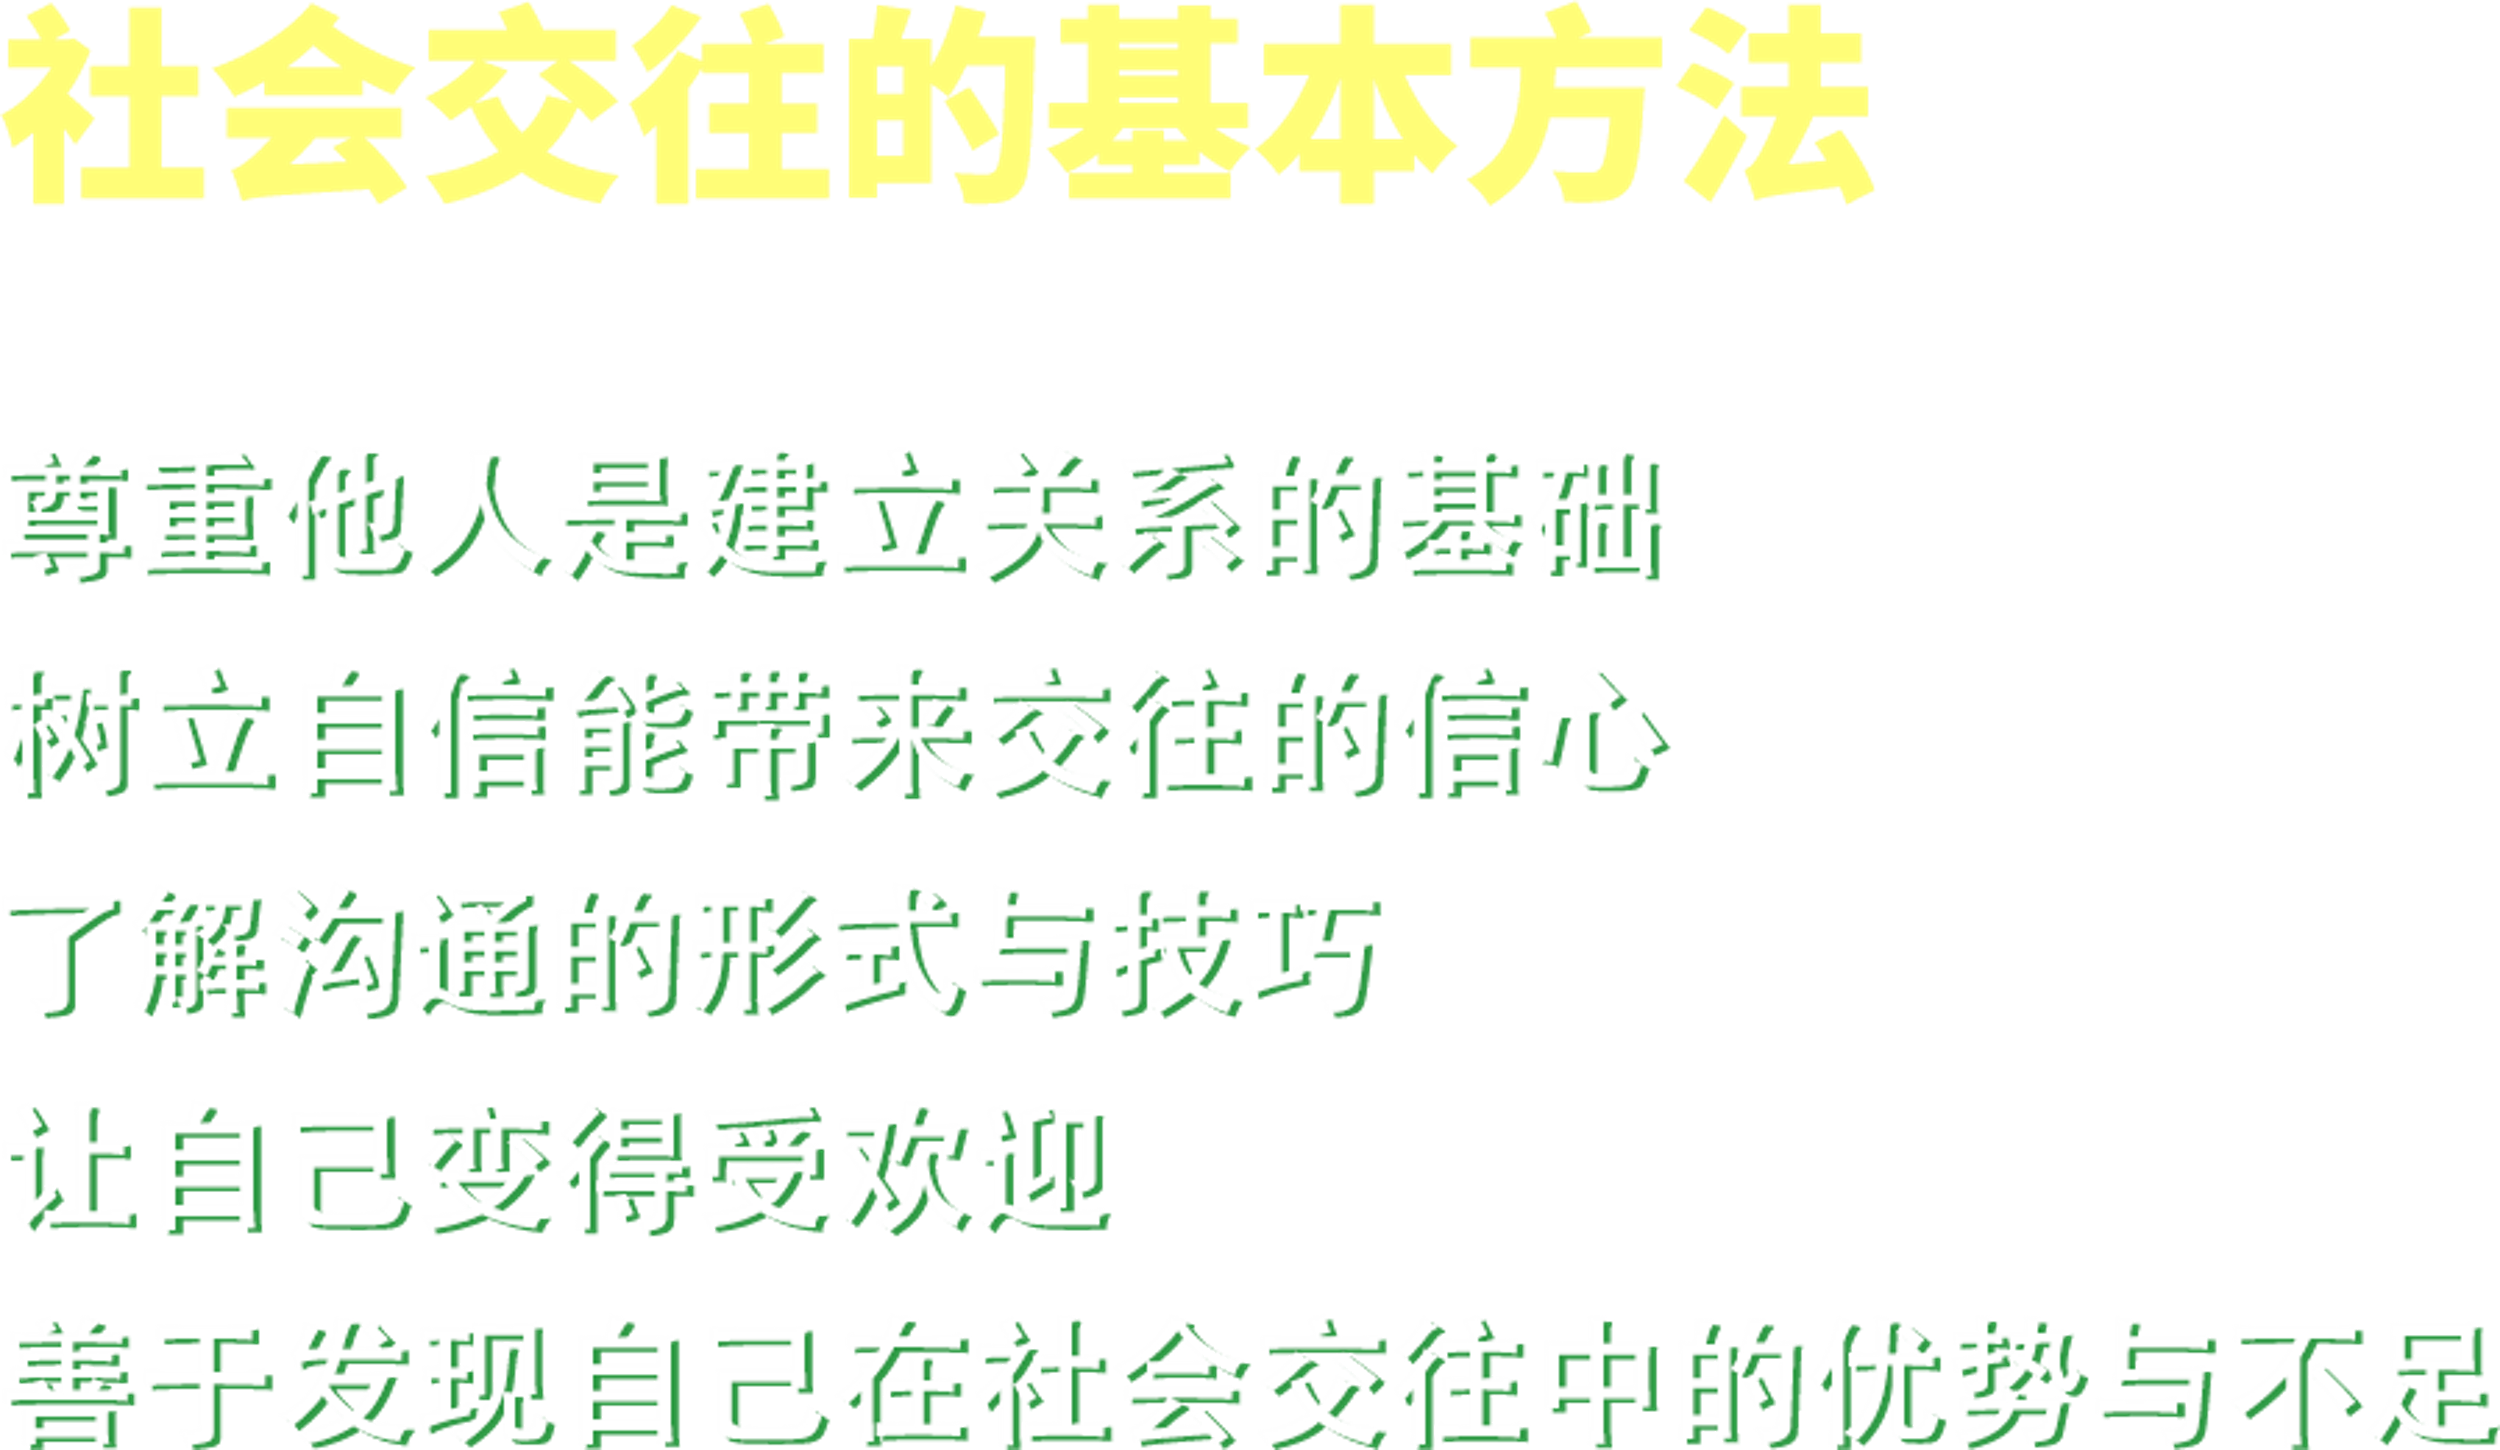 社会交往的基本方法
尊重他人是建立关系的基础
树立自信能带来交往的信心
了解沟通的形式与技巧
让自己变得受欢迎
善于发现自己在社会交往中的优势与不足